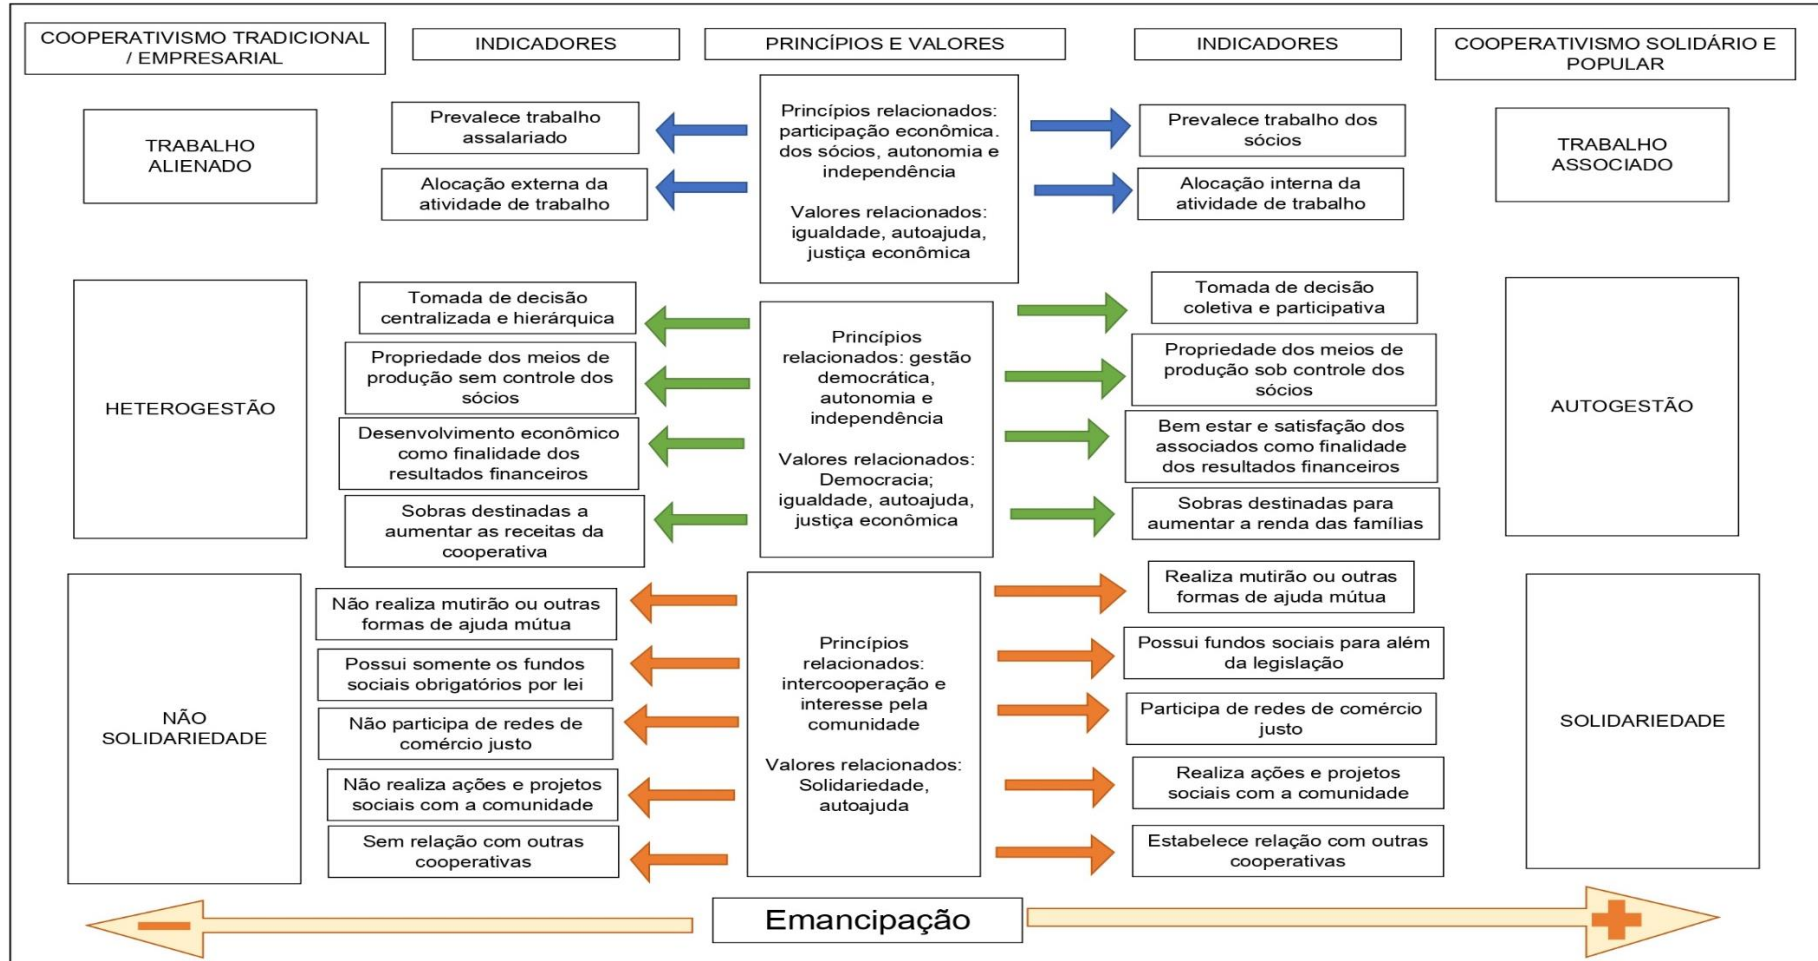 COOPERATIVISMO TRADICIONAL
/ EMPRESARIAL
INDICADORES
PRINCÍPIOS E VALORES
INDICADORES
COOPERATIVISMO SOLIDÁRIO E
POPULAR
TRABALHO
ALIENADO
Prevalece trabalho
assalariado
Alocação externa da
atividade de trabalho
Princípios relacionados:
participação econômica.
dos sócios, autonomia e
independência
Valores relacionados:
igualdade, autoajuda,
justiça econômica
Prevalece trabalho dos
sócios
Alocação interna da
atividade de trabalho
TRABALHO
ASSOCIADO
HETEROGESTÃO
Tomada de decisão
centralizada e hierárquica
Propriedade dos meios de
produção sem controle dos
sócios
Desenvolvimento econômico
como finalidade dos
resultados financeiros
Sobras destinadas a
aumentar as receitas da
cooperativa
Princípios
relacionados: gestão
democrática,
autonomia e
independência
Valores relacionados:
Democracia;
igualdade, autoajuda,
justiça econômica
Tomada de decisão
coletiva e participativa
Propriedade dos meios de
produção sob controle dos
sócios
Bem estar e satisfação dos
associados como finalidade
dos resultados financeiros
Sobras destinadas para
aumentar a renda das famílias
AUTOGESTÃO
NÃO
SOLIDARIEDADE
Não realiza mutirão ou outras
formas de ajuda mútua
Possui somente os fundos
sociais obrigatórios por lei
Não participa de redes de
comércio justo
Não realiza ações e projetos
sociais com a comunidade
Sem relação com outras
cooperativas
Princípios
relacionados:
intercooperação e
interesse pela
comunidade
Valores relacionados:
Solidariedade,
autoajuda
Realiza mutirão ou outras
formas de ajuda mútua
Possui fundos sociais para além
da legislação
Participa de redes de comércio
justo
Realiza ações e projetos
sociais com a comunidade
Estabelece relação com outras
cooperativas
SOLIDARIEDADE
Emancipação